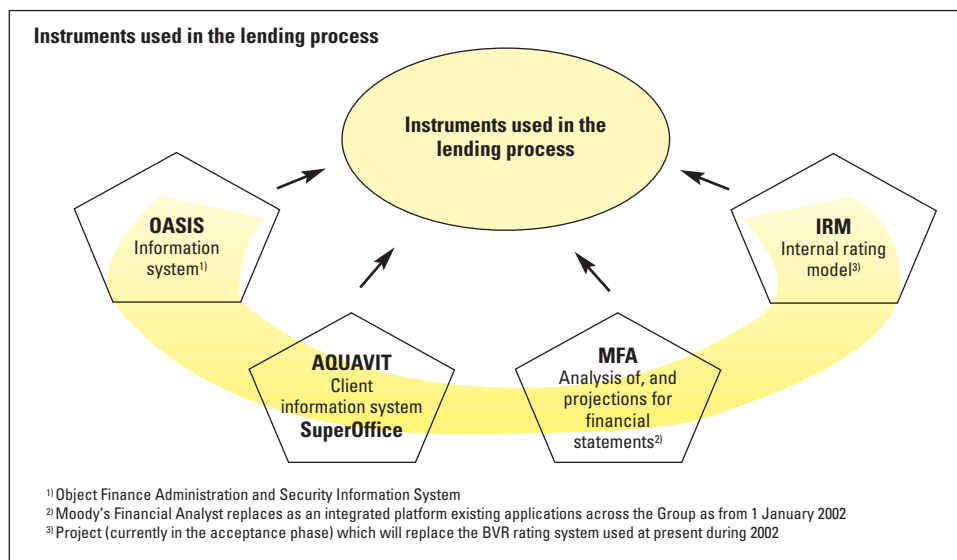 Instruments used in the lending process
Instruments used in the
lending process
OASIS
Information
system1)
IRM
Internal rating
model3)
AQUAVIT
Client
information system
SuperOffice
MFA
Analysis of, and
projections for
financial
statements2)
1) Object Finance Administration and Security Information System
2) Moody's Financial Analyst replaces as an integrated platform existing applications across the Group as from 1 January 2002
3) Project (currently in the acceptance phase) which will replace the BVR rating system used at present during 2002